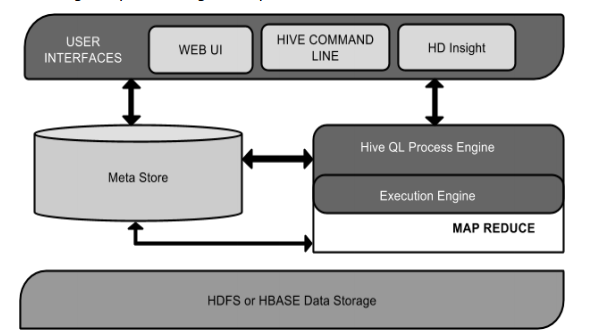 USER
INTERFACES
WEB UI
HIVE COMMAND
LINE
HD Insight
Meta Store
Hive QL Process Engine
Execution Engine
MAP REDUCE
HDFS or HBASE Data Storage